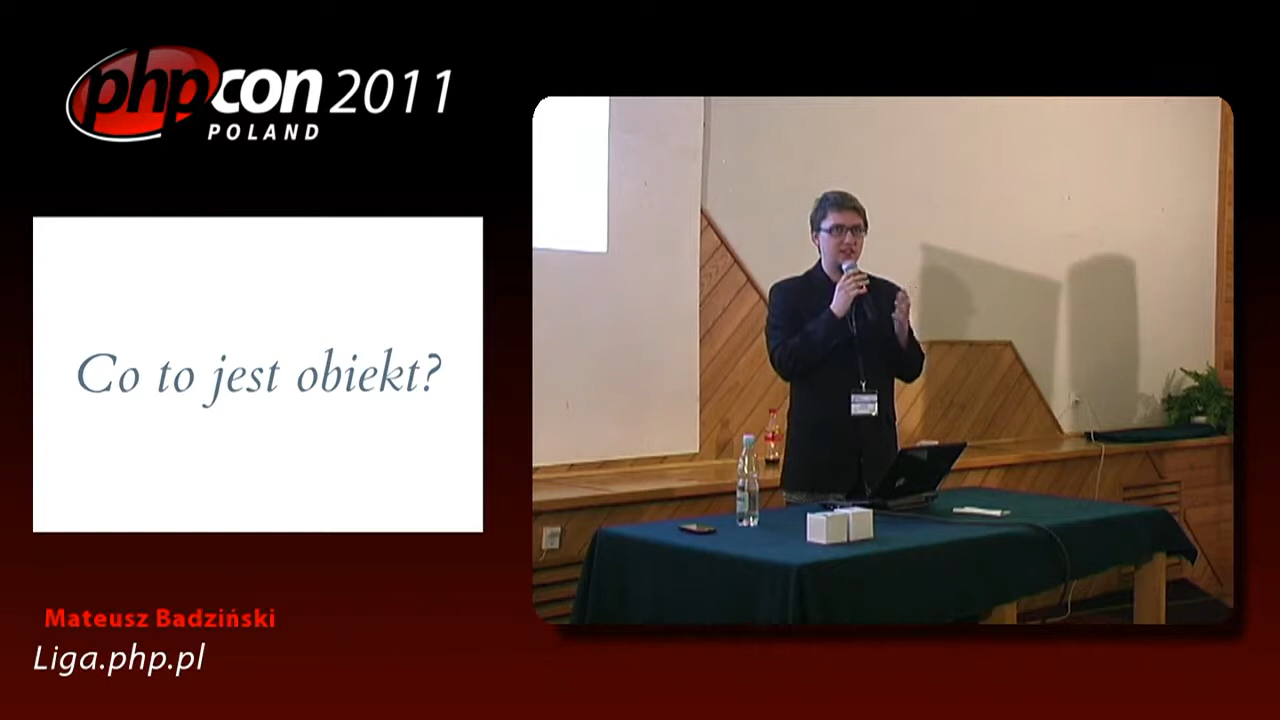 phpcon 2011
POLAND
Co to jest obiekt?
Mateusz Badziński
Liga.php.pl